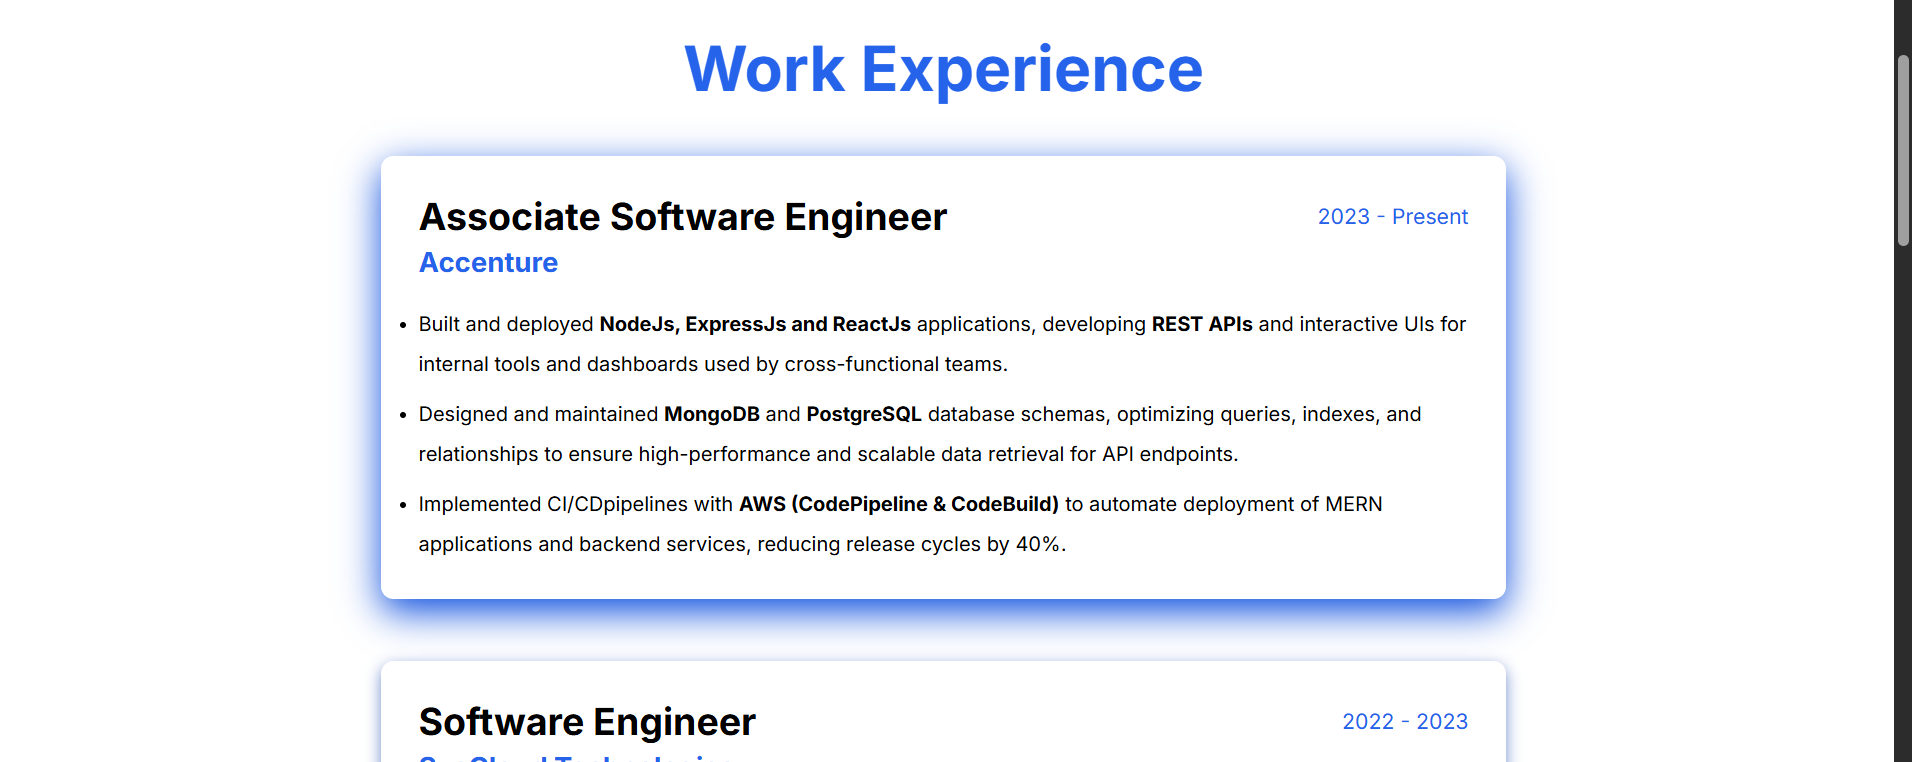 Work Experience
Associate Software Engineer
2023 - Present
Accenture
• Built and deployed NodeJs, ExpressJs and ReactJs applications, developing REST APIs and interactive UIs for
internal tools and dashboards used by cross-functional teams.
• Designed and maintained MongoDB and PostgreSQL database schemas, optimizing queries, indexes, and
relationships to ensure high-performance and scalable data retrieval for API endpoints.
• Implemented CI/CDpipelines with AWS (CodePipeline & CodeBuild) to automate deployment of MERN
applications and backend services, reducing release cycles by 40%.
Software Engineer
2022 - 2023